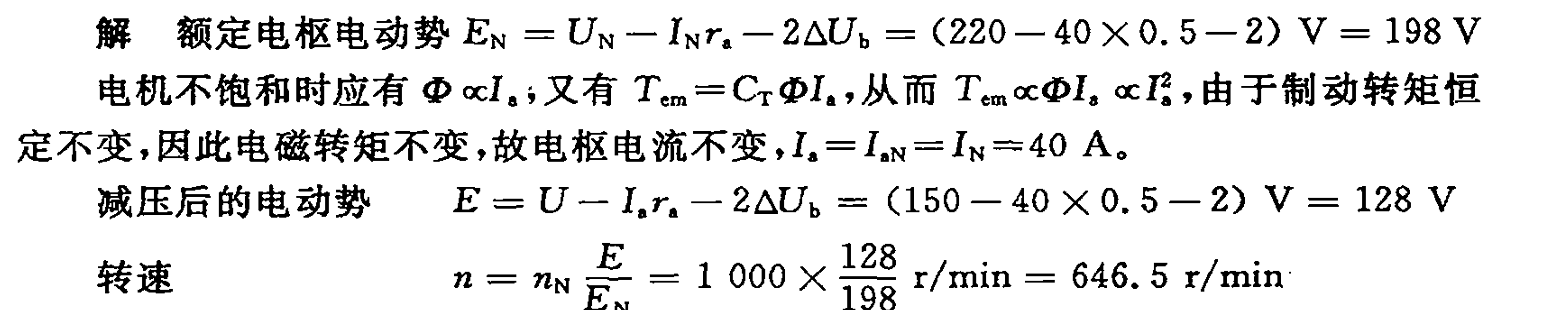 解 额定电枢电动势 E_N = U_N − I_N r_a − 2ΔU_b = (220 − 40 × 0.5 − 2) V = 198 V
电机不饱和时应有 Φ ∝ I_a;又有 T_em = C_T Φ I_a,从而 T_em ∝ Φ I_a ∝ I_a²,由于制动转矩恒
定不变,因此电磁转矩不变,故电枢电流不变,I_a = I_aN = I_N = 40 A。
减压后的电动势 E = U − I_a r_a − 2ΔU_b = (150 − 40 × 0.5 − 2) V = 128 V
转速 n = n_N E/E_N = 1 000 × 128/198 r/min = 646.5 r/min